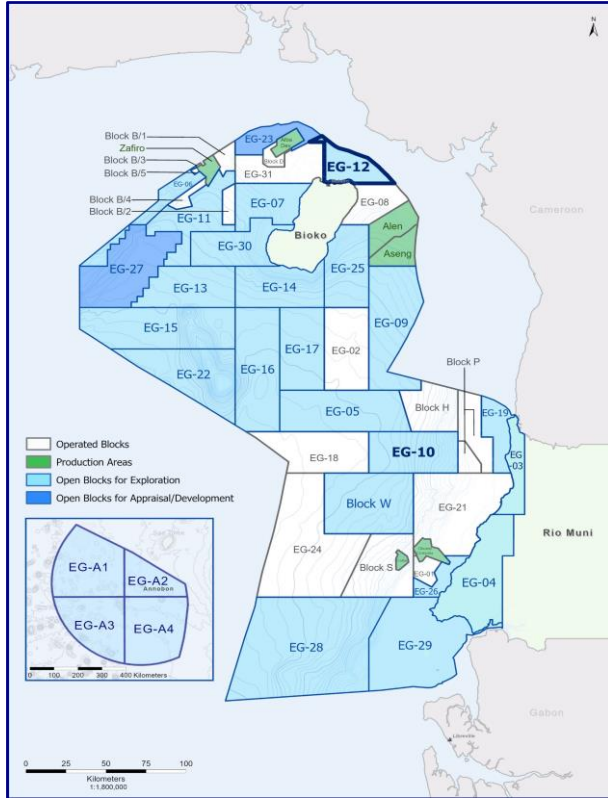 N
Block B/1
Zafiro
Block B/3
Block B/5
Block B/4
Block B/2
EG-23
Block D
EG-31
EG-12
EG-06
EG-11
EG-07
EG-08
Bioko
Cameroon
Alen
Aseng
EG-30
EG-27
EG-25
EG-13
EG-14
EG-15
EG-09
EG-17
EG-02
EG-22
EG-16
Block P
EG-05
Block H
EG-19
EG-03
EG-18
EG-10
Operated Blocks
Production Areas
Open Blocks for Exploration
Open Blocks for Appraisal/Development
Block W
EG-21
Rio Muni
EG-24
Block S
EG-01
EG-26
EG-04
EG-A1
EG-A2
Annobon
EG-A3
EG-A4
0 100 200 300 400 Kilometers
EG-28
EG-29
Gabon
Libreville
0 25 50 75 100
Kilometers
1:1,800,000